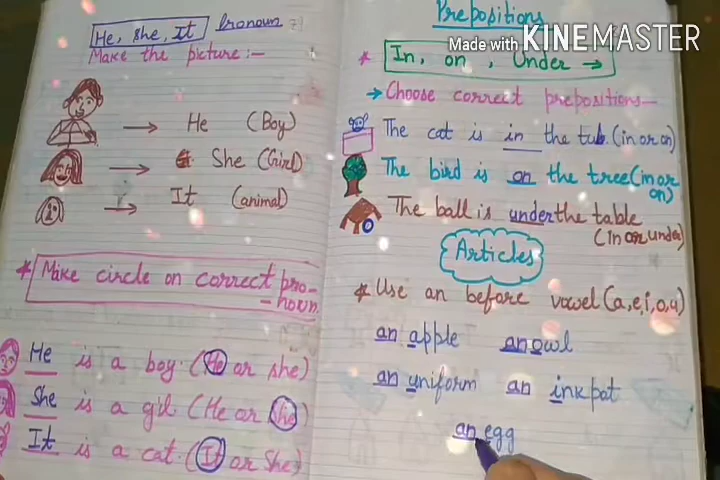 He, she, It Pronoun
Make the picture :-
→ He (Boy)
→ She (Girl)
→ It (animal)
* Make circle on correct pro-
- noun.
He is a boy. (He or she)
She is a gil. (He or She)
It is a cat. (It or She)
Prepositions
Made with KINEMASTER
* In, on, Under →
→ Choose correct prepositions—
The cat is in the tub. (in or on)
The bird is on the tree (in or
on)
The ball is under the table
(in or under)
Articles
* Use an before vowel (a,e,i,o,u)
an apple an owl
an uniform an inkpat
an egg